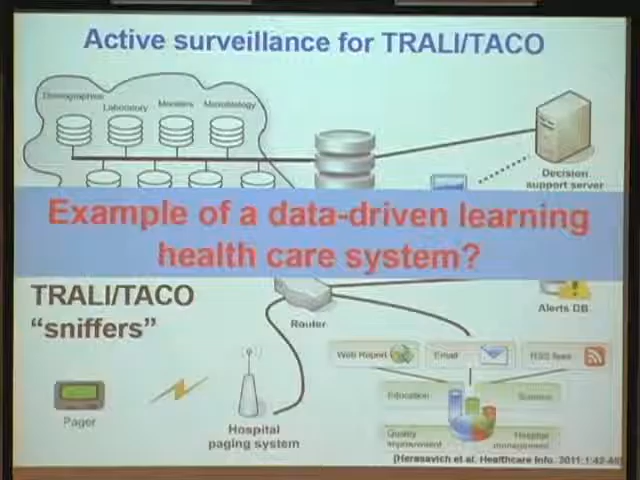 Active surveillance for TRALI/TACO
Demographics
Laboratory
Monitors
Microbiology
Decision
support server
Example of a data-driven learning
health care system?
TRALI/TACO
"sniffers"
Router
Alerts DB
Web Report
Email
RSS feed
Education
Pager
Hospital
paging system
Quality
improvement
Hospital
management
[Herasevich et al. Healthcare Info. 2011:1:42-